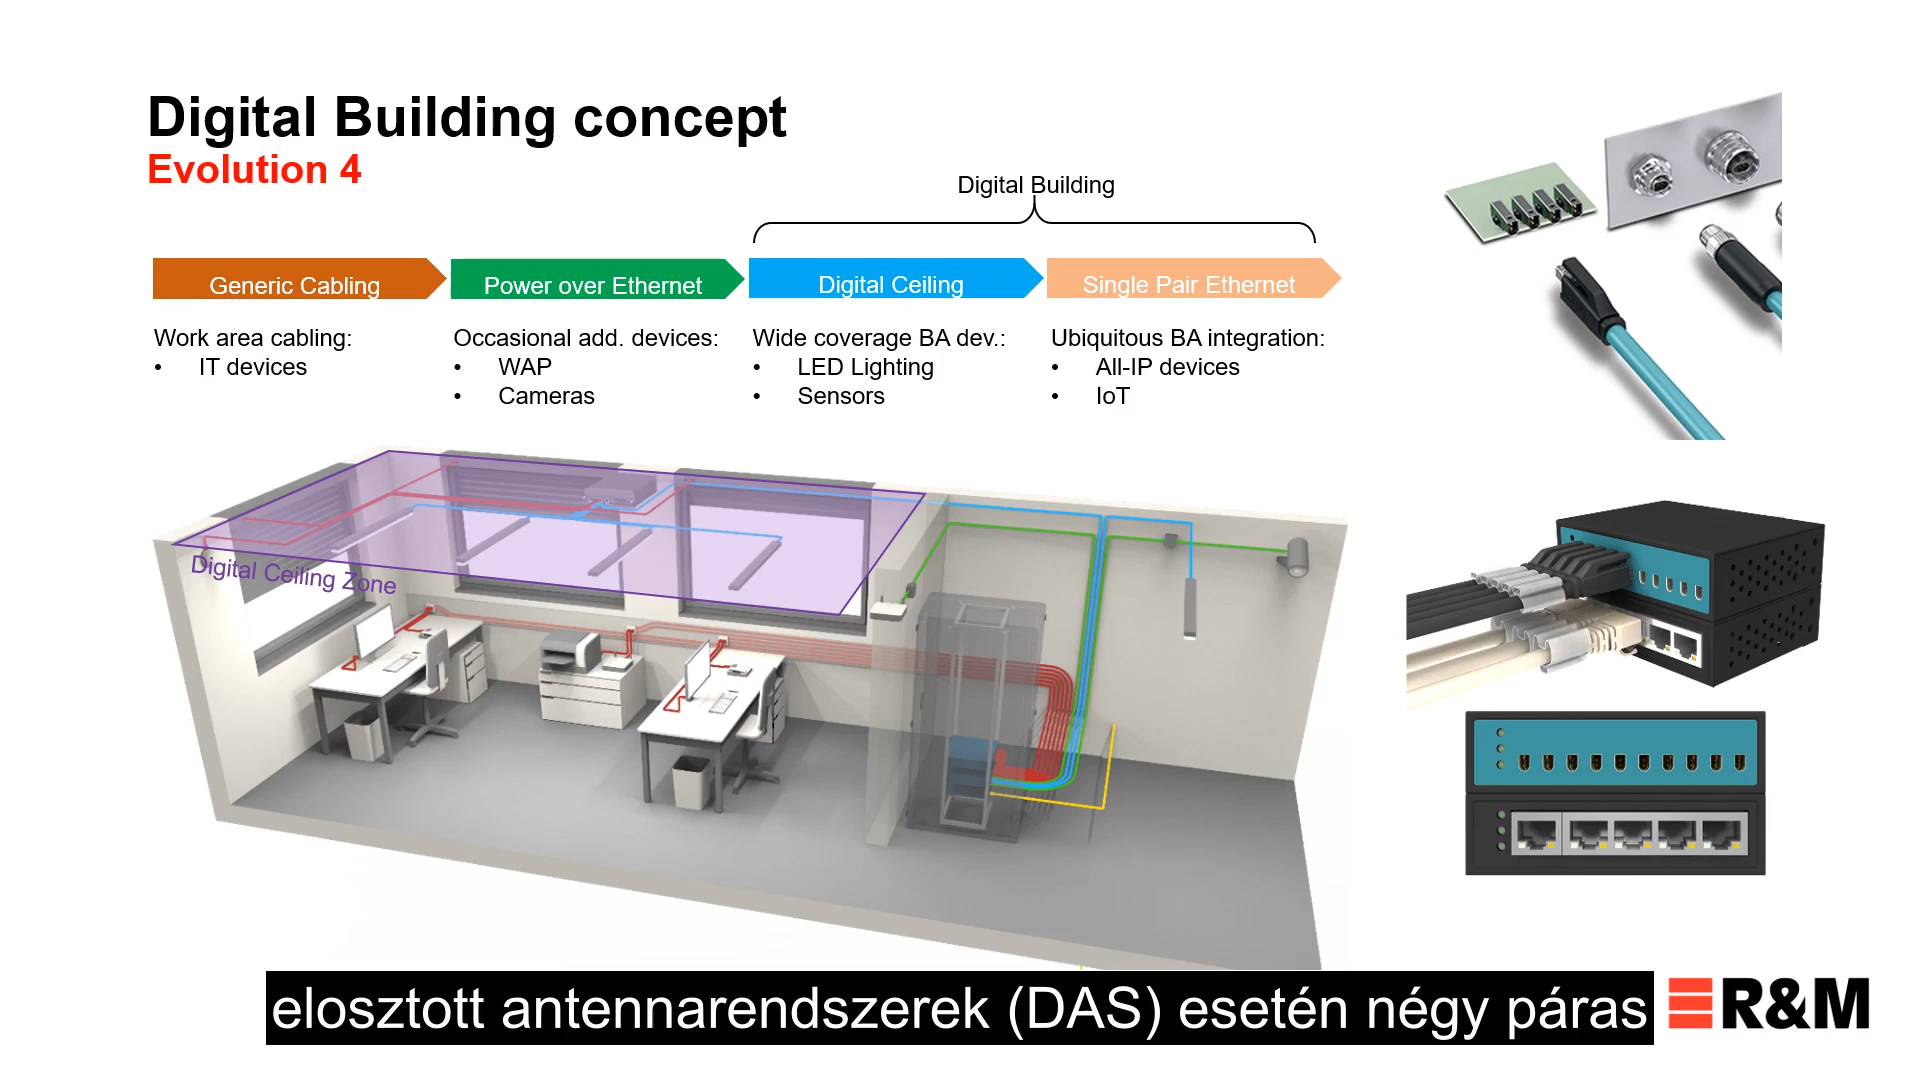 Digital Building concept
Evolution 4
Digital Building
Generic Cabling
Power over Ethernet
Digital Ceiling
Single Pair Ethernet
Work area cabling:
• IT devices
Occasional add. devices:
• WAP
• Cameras
Wide coverage BA dev.:
• LED Lighting
• Sensors
Ubiquitous BA integration:
• All-IP devices
• IoT
Digital Ceiling Zone
elosztott antennarendszerek (DAS) esetén négy páras
R&M